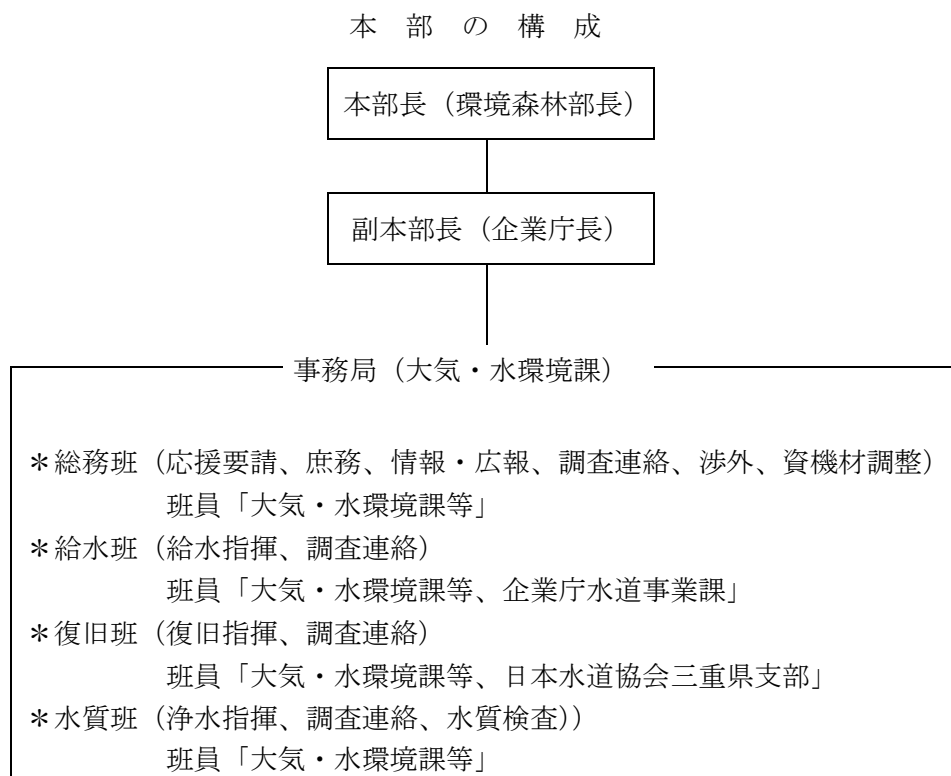 本 部 の 構 成
本部長（環境森林部長）
副本部長（企業庁長）
事務局（大気・水環境課）
＊総務班（応援要請、庶務、情報・広報、調査連絡、渉外、資機材調整）
班員「大気・水環境課等」
＊給水班（給水指揮、調査連絡）
班員「大気・水環境課等、企業庁水道事業課」
＊復旧班（復旧指揮、調査連絡）
班員「大気・水環境課等、日本水道協会三重県支部」
＊水質班（浄水指揮、調査連絡、水質検査））
班員「大気・水環境課等」